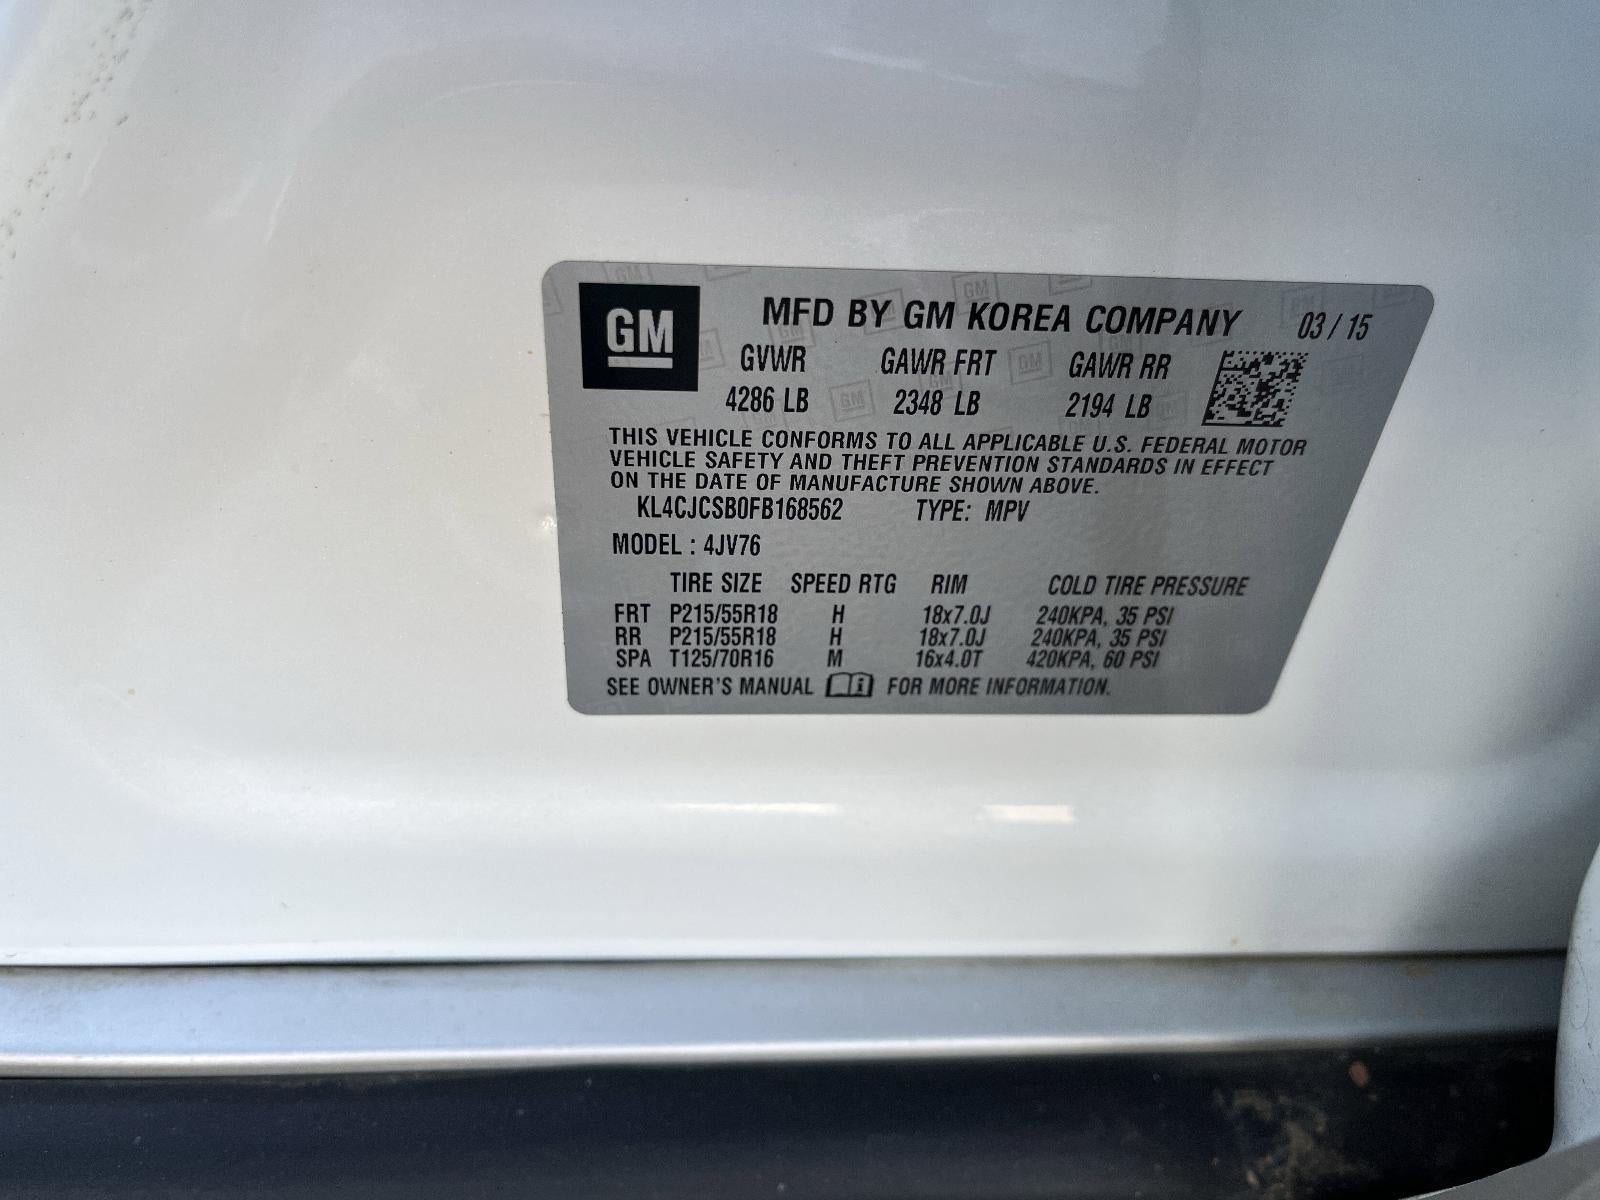 GM
MFD BY GM KOREA COMPANY 03 / 15
GVWR GAWR FRT GAWR RR
4286 LB 2348 LB 2194 LB
THIS VEHICLE CONFORMS TO ALL APPLICABLE U.S. FEDERAL MOTOR
VEHICLE SAFETY AND THEFT PREVENTION STANDARDS IN EFFECT
ON THE DATE OF MANUFACTURE SHOWN ABOVE.
KL4CJCSB0FB168562 TYPE: MPV
MODEL : 4JV76
TIRE SIZE SPEED RTG RIM COLD TIRE PRESSURE
FRT P215/55R18 H 18x7.0J 240KPA, 35 PSI
RR P215/55R18 H 18x7.0J 240KPA, 35 PSI
SPA T125/70R16 M 16x4.0T 420KPA, 60 PSI
SEE OWNER'S MANUAL FOR MORE INFORMATION.